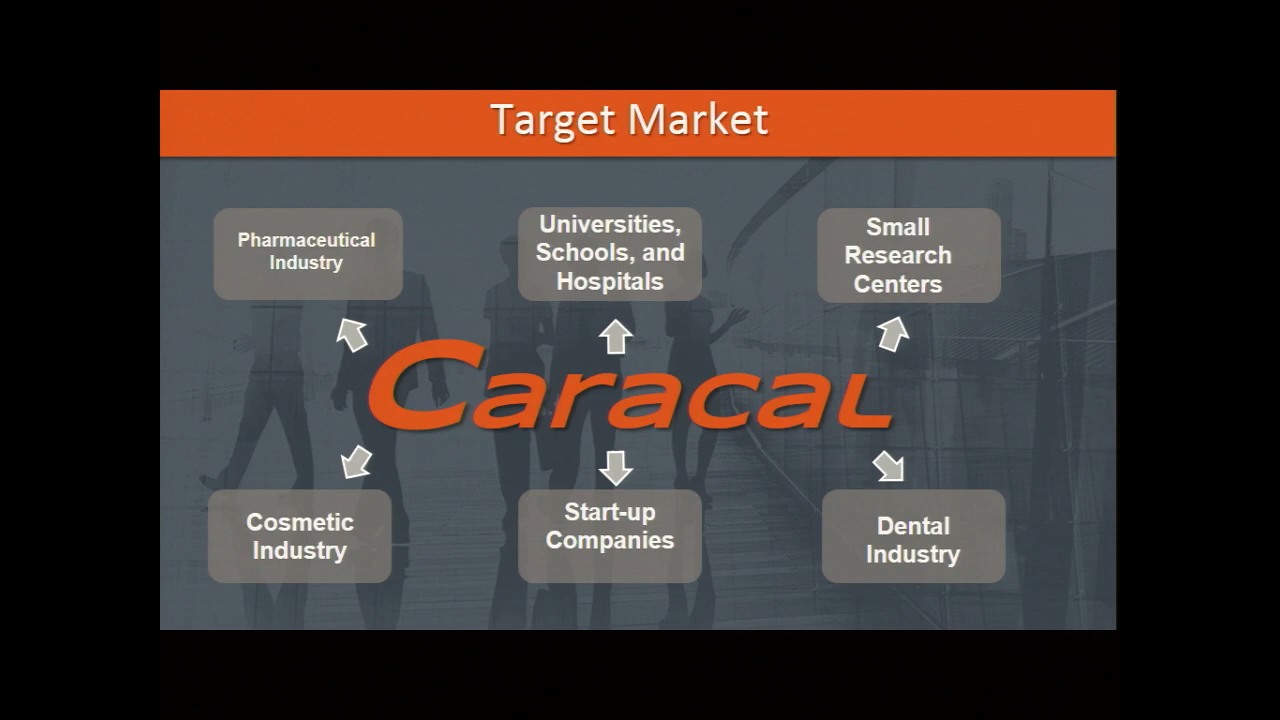 Target Market
Pharmaceutical
Industry
Universities,
Schools, and
Hospitals
Small
Research
Centers
Caracal
Cosmetic
Industry
Start-up
Companies
Dental
Industry